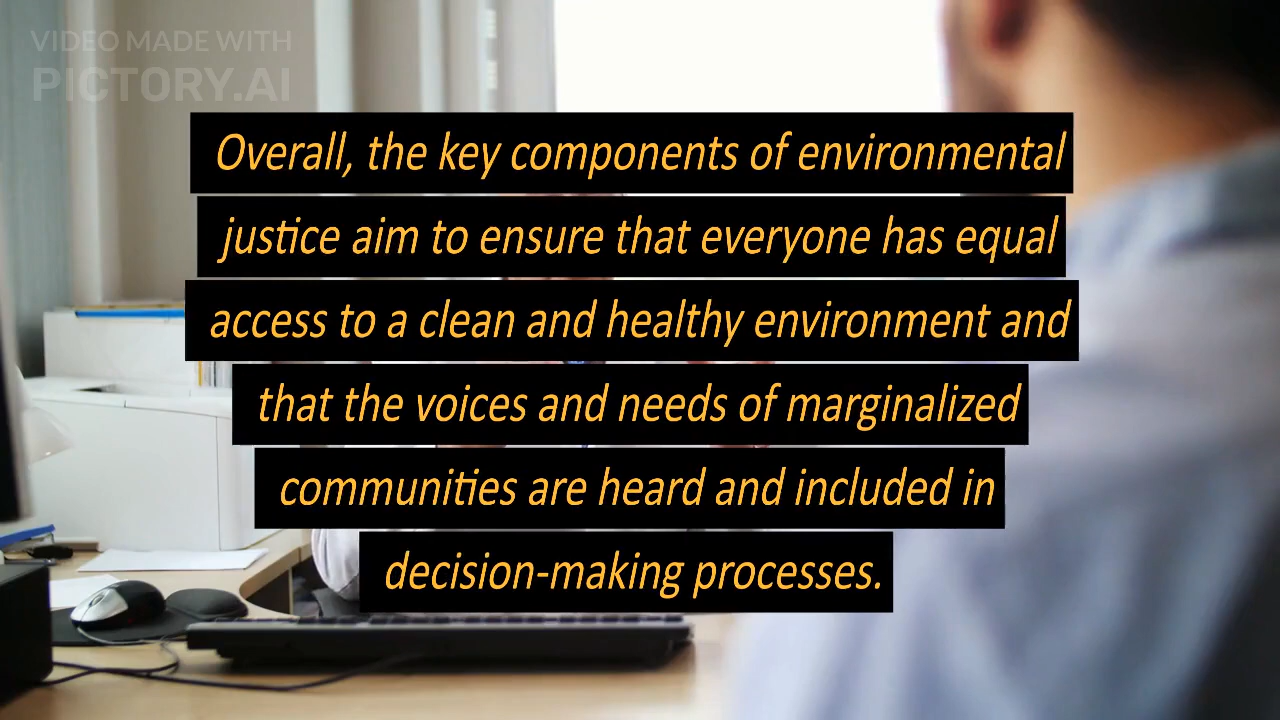 VIDEO MADE WITH
PICTORY.AI
Overall, the key components of environmental
justice aim to ensure that everyone has equal
access to a clean and healthy environment and
that the voices and needs of marginalized
communities are heard and included in
decision-making processes.